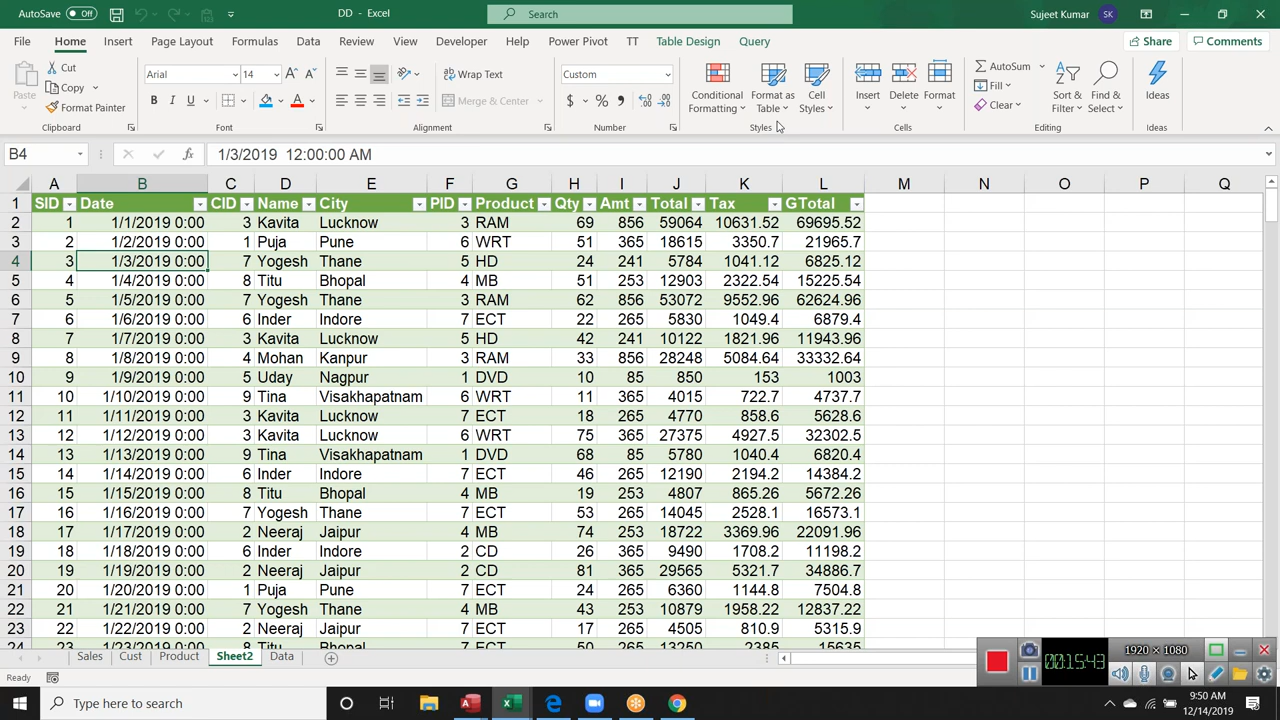 AutoSave Off DD - Excel Search Sujeet Kumar SK
File Home Insert Page Layout Formulas Data Review View Developer Help Power Pivot TT Table Design Query Share Comments
Paste Cut Copy Format Painter Arial 14 Wrap Text Merge & Center Custom Conditional Formatting Format as Table Cell Styles Insert Delete Format AutoSum Fill Clear Sort & Filter Find & Select Ideas
Clipboard Font Alignment Number Styles Cells Editing Ideas
B4 fx 1/3/2019 12:00:00 AM
A B C D E F G H I J K L M N O P Q
1 SID Date CID Name City PID Product Qty Amt Total Tax GTotal
2 1 1/1/2019 0:00 3 Kavita Lucknow 3 RAM 69 856 59064 10631.52 69695.52
3 2 1/2/2019 0:00 1 Puja Pune 6 WRT 51 365 18615 3350.7 21965.7
4 3 1/3/2019 0:00 7 Yogesh Thane 5 HD 24 241 5784 1041.12 6825.12
5 4 1/4/2019 0:00 8 Titu Bhopal 4 MB 51 253 12903 2322.54 15225.54
6 5 1/5/2019 0:00 7 Yogesh Thane 3 RAM 62 856 53072 9552.96 62624.96
7 6 1/6/2019 0:00 6 Inder Indore 7 ECT 22 265 5830 1049.4 6879.4
8 7 1/7/2019 0:00 3 Kavita Lucknow 5 HD 42 241 10122 1821.96 11943.96
9 8 1/8/2019 0:00 4 Mohan Kanpur 3 RAM 33 856 28248 5084.64 33332.64
10 9 1/9/2019 0:00 5 Uday Nagpur 1 DVD 10 85 850 153 1003
11 10 1/10/2019 0:00 9 Tina Visakhapatnam 6 WRT 11 365 4015 722.7 4737.7
12 11 1/11/2019 0:00 3 Kavita Lucknow 7 ECT 18 265 4770 858.6 5628.6
13 12 1/12/2019 0:00 3 Kavita Lucknow 6 WRT 75 365 27375 4927.5 32302.5
14 13 1/13/2019 0:00 9 Tina Visakhapatnam 1 DVD 68 85 5780 1040.4 6820.4
15 14 1/14/2019 0:00 6 Inder Indore 7 ECT 46 265 12190 2194.2 14384.2
16 15 1/15/2019 0:00 8 Titu Bhopal 4 MB 19 253 4807 865.26 5672.26
17 16 1/16/2019 0:00 7 Yogesh Thane 7 ECT 53 265 14045 2528.1 16573.1
18 17 1/17/2019 0:00 2 Neeraj Jaipur 4 MB 74 253 18722 3369.96 22091.96
19 18 1/18/2019 0:00 6 Inder Indore 2 CD 26 365 9490 1708.2 11198.2
20 19 1/19/2019 0:00 2 Neeraj Jaipur 2 CD 81 365 29565 5321.7 34886.7
21 20 1/20/2019 0:00 1 Puja Pune 7 ECT 24 265 6360 1144.8 7504.8
22 21 1/21/2019 0:00 7 Yogesh Thane 4 MB 43 253 10879 1958.22 12837.22
23 22 1/22/2019 0:00 2 Neeraj Jaipur 7 ECT 17 265 4505 810.9 5315.9
24 23 1/23/2019 0:00 8 Titu Bhopal 7 ECT 50 265 13250 2385 15635
Sales Cust Product Sheet2 Data
00:15:43 1920 × 1080
Ready
Type here to search
9:50 AM
12/14/2019